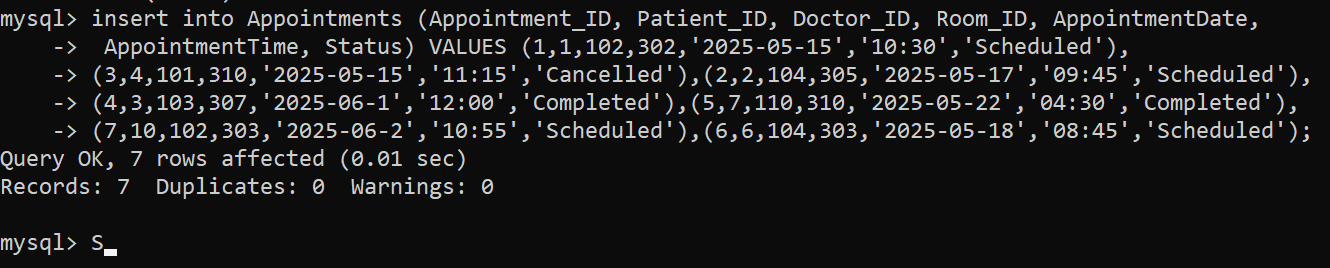 mysql> insert into Appointments (Appointment_ID, Patient_ID, Doctor_ID, Room_ID, AppointmentDate,
    ->  AppointmentTime, Status) VALUES (1,1,102,302,'2025-05-15','10:30','Scheduled'),
    -> (3,4,101,310,'2025-05-15','11:15','Cancelled'),(2,2,104,305,'2025-05-17','09:45','Scheduled'),
    -> (4,3,103,307,'2025-06-1','12:00','Completed'),(5,7,110,310,'2025-05-22','04:30','Completed'),
    -> (7,10,102,303,'2025-06-2','10:55','Scheduled'),(6,6,104,303,'2025-05-18','08:45','Scheduled');
Query OK, 7 rows affected (0.01 sec)
Records: 7  Duplicates: 0  Warnings: 0
mysql> S